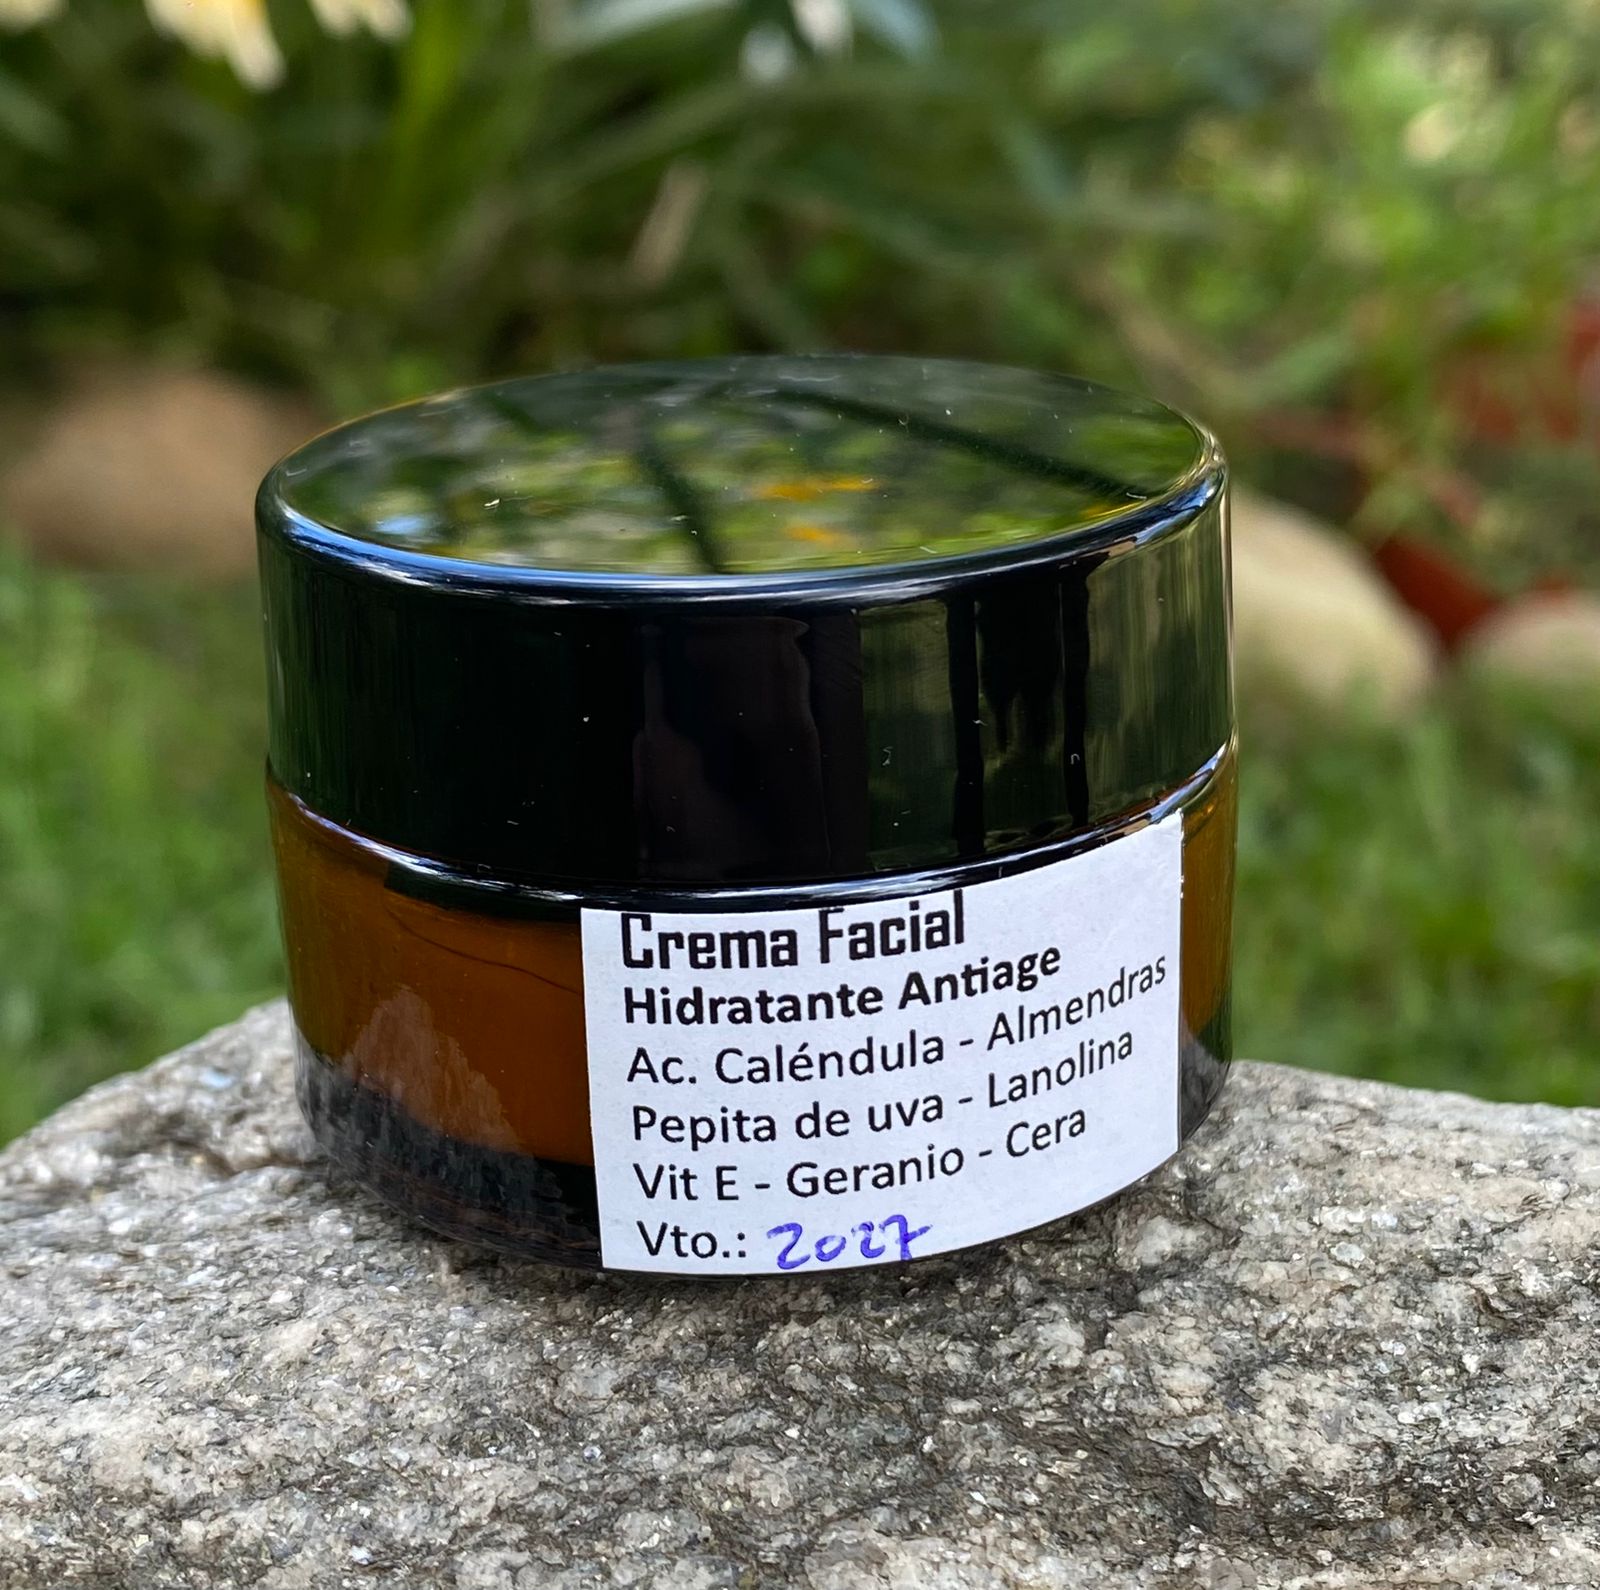 Crema Facial
Hidratante Antiage
Ac. Caléndula - Almendras
Pepita de uva - Lanolina
Vit E - Geranio - Cera
Vto.: 2027